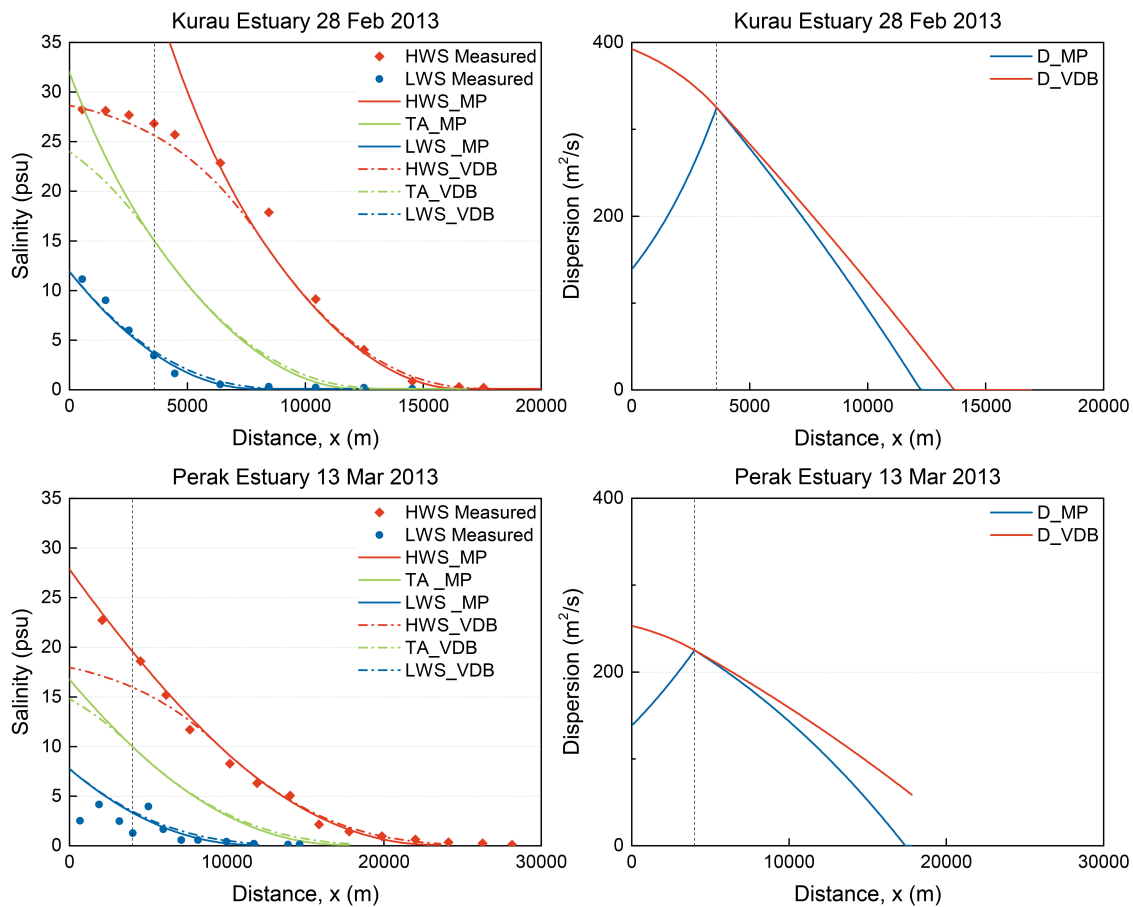 Kurau Estuary 28 Feb 2013
35
30
25
20
15
10
5
0
Salinity (psu)
HWS Measured
LWS Measured
HWS_MP
TA_MP
LWS _MP
HWS_VDB
TA_VDB
LWS_VDB
0
5000
10000
15000
20000
Distance, x (m)
Kurau Estuary 28 Feb 2013
400
200
0
Dispersion (m²/s)
D_MP
D_VDB
0
5000
10000
15000
20000
Distance, x (m)
Perak Estuary 13 Mar 2013
35
30
25
20
15
10
5
0
Salinity (psu)
HWS Measured
LWS Measured
HWS_MP
TA _MP
LWS _MP
HWS_VDB
TA_VDB
LWS_VDB
0
10000
20000
30000
Distance, x (m)
Perak Estuary 13 Mar 2013
400
200
0
Dispersion (m²/s)
D_MP
D_VDB
0
10000
20000
30000
Distance, x (m)